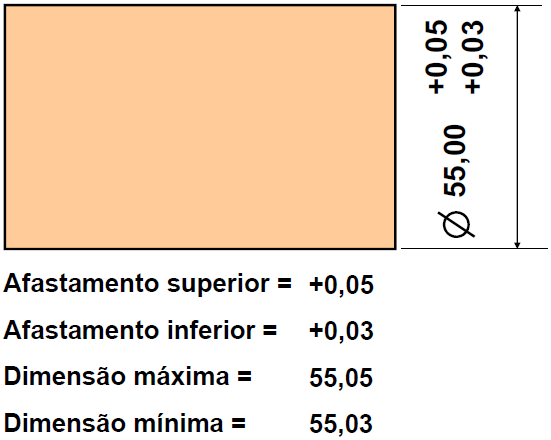 Ø 55,00 +0,05
+0,03
Afastamento superior = +0,05
Afastamento inferior = +0,03
Dimensão máxima = 55,05
Dimensão mínima = 55,03